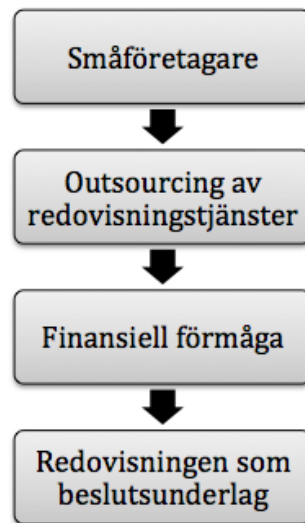 Småföretagare
Outsourcing av
redovisningstjänster
Finansiell förmåga
Redovisningen som
beslutsunderlag